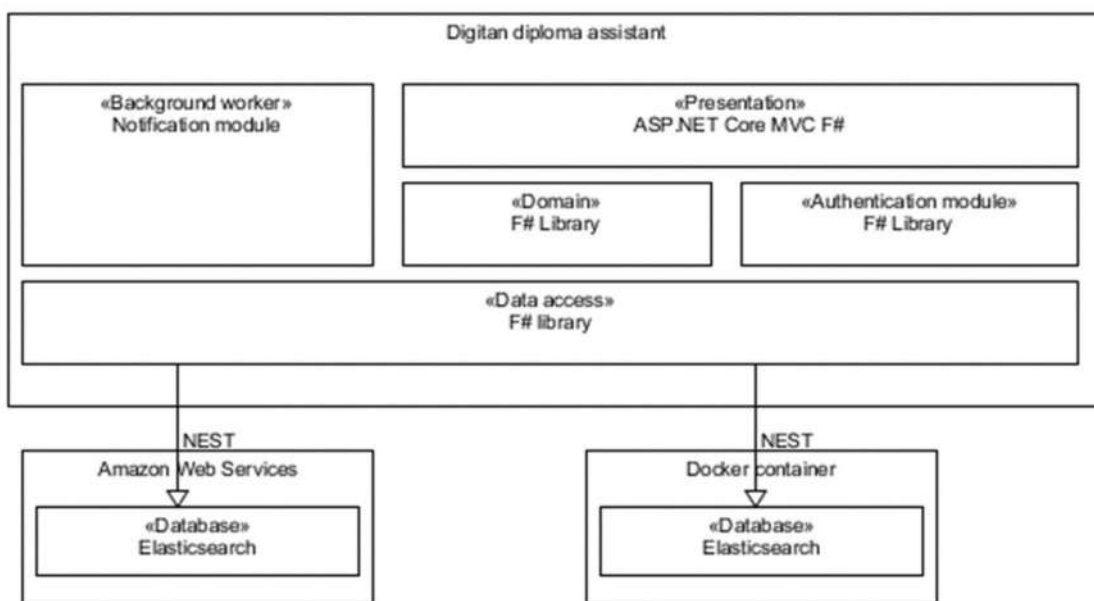 Digitan diploma assistant
«Background worker»
Notification module
«Presentation»
ASP.NET Core MVC F#
«Domain»
F# Library
«Authentication module»
F# Library
«Data access»
F# library
NEST
Amazon Web Services
«Database»
Elasticsearch
NEST
Docker container
«Database»
Elasticsearch